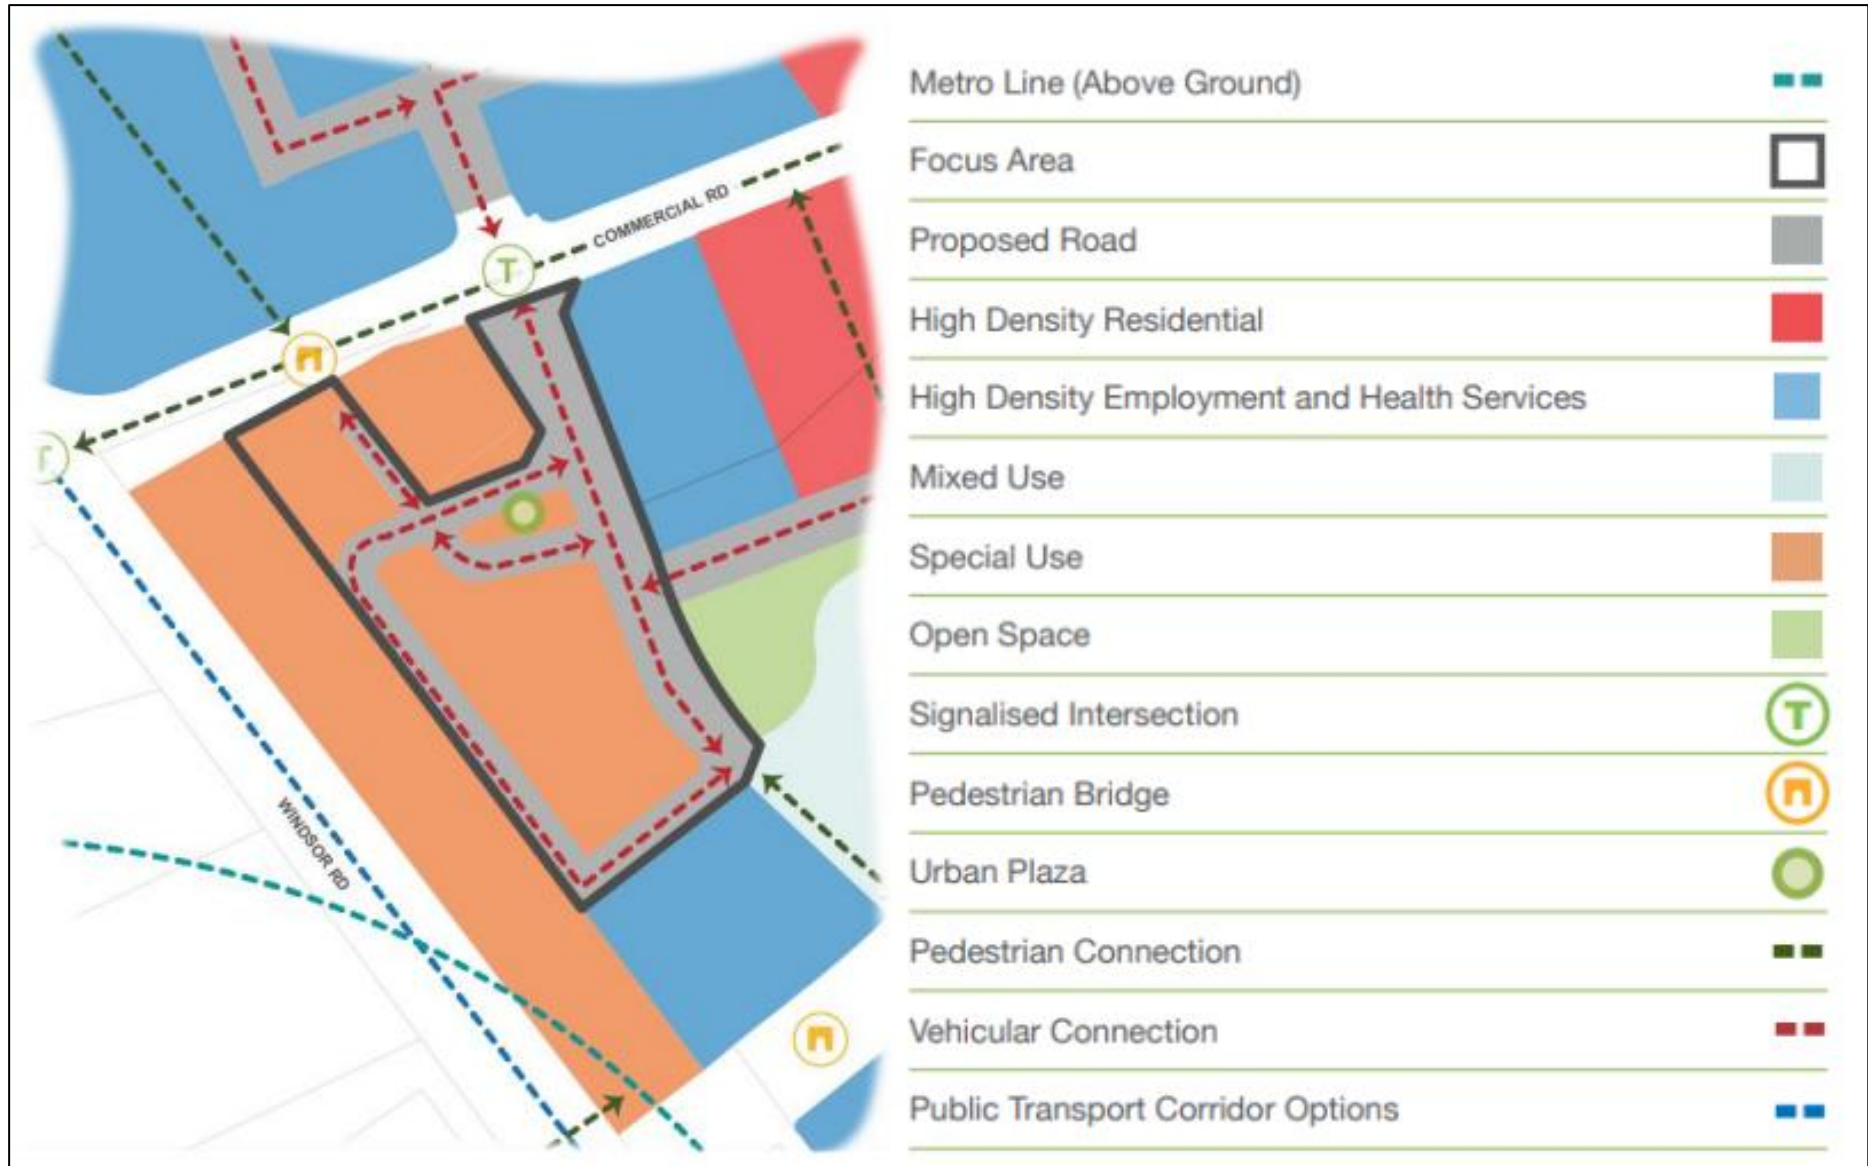 COMMERCIAL RD
T
WINDSOR RD
Metro Line (Above Ground)
Focus Area
Proposed Road
High Density Residential
High Density Employment and Health Services
Mixed Use
Special Use
Open Space
Signalised Intersection
T
Pedestrian Bridge
Urban Plaza
Pedestrian Connection
Vehicular Connection
Public Transport Corridor Options